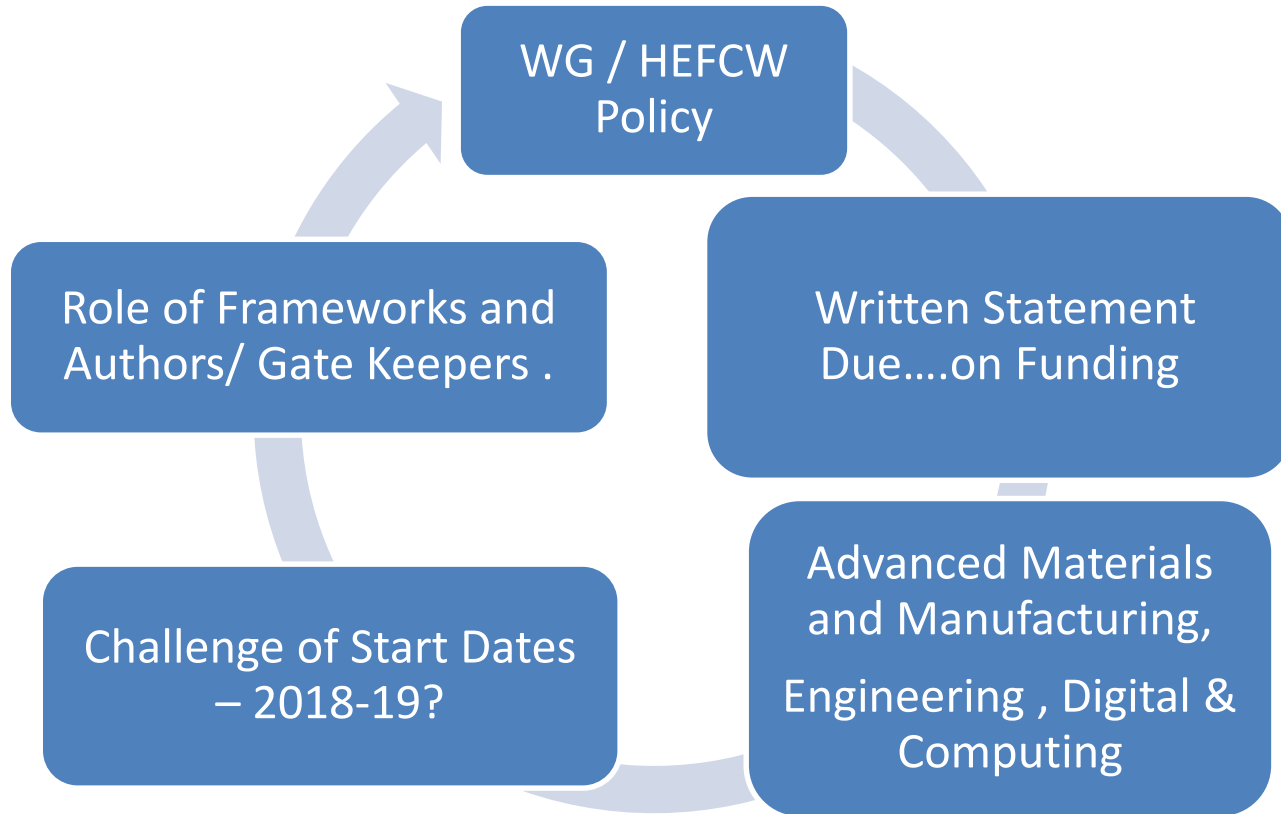 WG / HEFCW
Policy
Written Statement
Due....on Funding
Advanced Materials
and Manufacturing,
Engineering , Digital &
Computing
Challenge of Start Dates
– 2018-19?
Role of Frameworks and
Authors/ Gate Keepers .